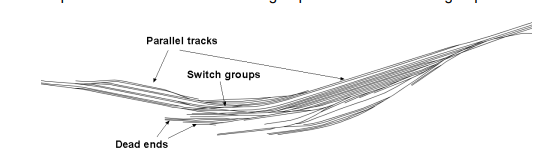 Parallel tracks
Switch groups
Dead ends